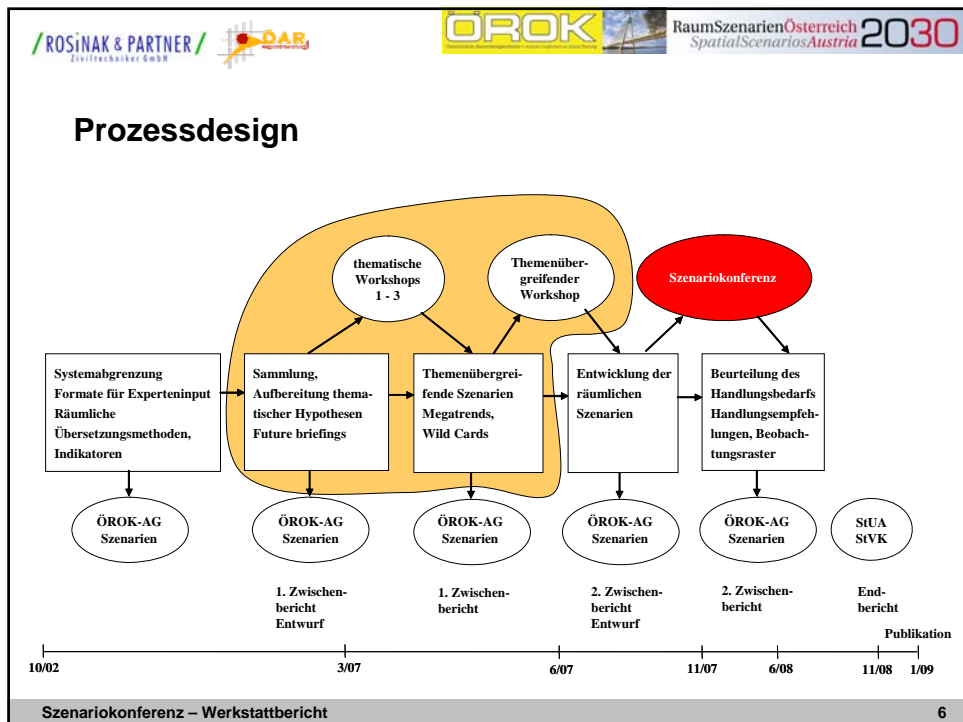 / ROSiNAK & PARTNER /
Ziviltechniker GmbH
ÖAR
ÖROK
RaumSzenarienÖsterreich
SpatialScenariosAustria
2030
Prozessdesign
thematische
Workshops
1 - 3
Themenüber-
greifender
Workshop
Szenariokonferenz
Systemabgrenzung
Formate für Experteninput
Räumliche
Übersetzungsmethoden,
Indikatoren
Sammlung,
Aufbereitung thema-
tischer Hypothesen
Future briefings
Themenübergrei-
fende Szenarien
Megatrends,
Wild Cards
Entwicklung der
räumlichen
Szenarien
Beurteilung des
Handlungsbedarfs
Handlungsempfeh-
lungen, Beobach-
tungsraster
ÖROK-AG
Szenarien
ÖROK-AG
Szenarien
ÖROK-AG
Szenarien
ÖROK-AG
Szenarien
ÖROK-AG
Szenarien
StUA
StVK
1. Zwischen-
bericht
Entwurf
1. Zwischen-
bericht
2. Zwischen-
bericht
Entwurf
2. Zwischen-
bericht
End-
bericht
Publikation
10/02
3/07
6/07
11/07
6/08
11/08
1/09
Szenariokonferenz – Werkstattbericht
6